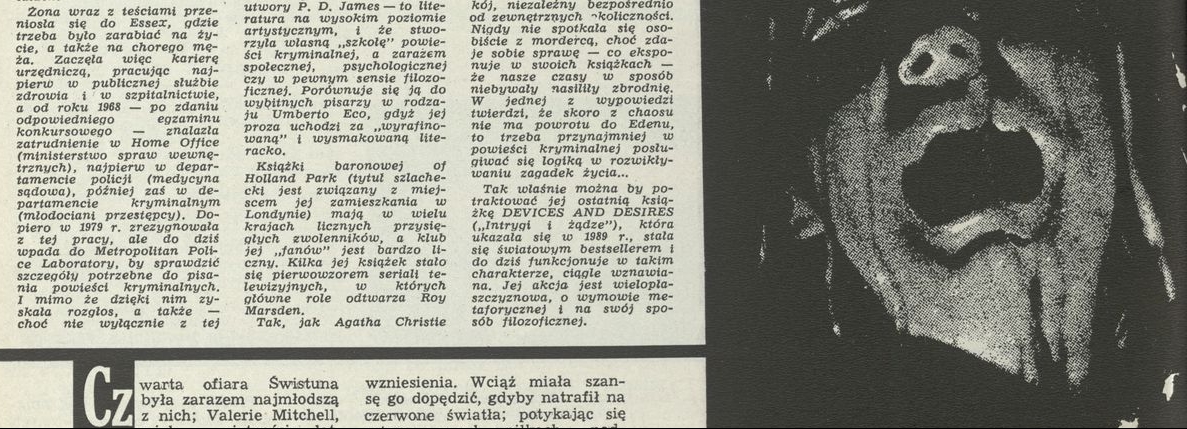 Żona wraz z teściami prze-
niosła się do Essex, gdzie
trzeba było zarabiać na ży-
cie, a także na chorego mę-
ża. Zaczęła więc karierę
urzędniczą, pracując naj-
pierw w publicznej służbie
zdrowia i w szpitalnictwie,
a od roku 1968 — po zdaniu
odpowiedniego egzaminu
konkursowego — znalazła
zatrudnienie w Home Office
(ministerstwo spraw wewnę-
trznych), najpierw w depar-
tamencie policji (medycyna
sądowa), później zaś w de-
partamencie kryminalnym
(młodociani przestępcy). Do-
piero w 1979 r. zrezygnowała
z tej pracy, ale do dziś
wpada do Metropolitan Poli-
ce Laboratory, by sprawdzić
szczegóły potrzebne do pisa-
nia powieści kryminalnych.
I mimo że dzięki nim zy-
skała rozgłos, a także —
choć nie wyłącznie z tej
utwory P. D. James — to lite-
ratura na wysokim poziomie
artystycznym, i że stwo-
rzyła własną „szkołę” powie-
ści kryminalnej, a zarazem
społecznej, psychologicznej
czy w pewnym sensie filozo-
ficznej. Porównuje się ją do
wybitnych pisarzy w rodza-
ju Umberto Eco, gdyż jej
proza uchodzi za „wyrafino-
waną” i wysmakowaną lite-
racko.
Książki baronowej of
Holland Park (tytuł szlache-
cki jest związany z miej-
scem jej zamieszkania w
Londynie) mają w wielu
krajach licznych przysię-
głych zwolenników, a klub
jej „fanów” jest bardzo li-
czny. Kilka jej książek stało
się pierwowzorem seriali te-
lewizyjnych, w których
główne role odtwarza Roy
Marsden.
Tak, jak Agatha Christie
kój, niezależny bezpośrednio
od zewnętrznych okoliczności.
Nigdy nie spotkała się oso-
biście z mordercą, choć zda-
je sobie sprawę — co ekspo-
nuje w swoich książkach —
że nasze czasy w sposób
niebywały nasiliły zbrodnię.
W jednej z wypowiedzi
twierdzi, że skoro z chaosu
nie ma powrotu do Edenu,
to trzeba przynajmniej w
powieści kryminalnej posłu-
giwać się logiką w rozwikły-
waniu zagadek życia...
Tak właśnie można by po-
traktować jej ostatnią ksią-
żkę DEVICES AND DESIRES
(„Intrygi i żądze”), która
ukazała się w 1989 r., stała
się światowym bestsellerem i
do dziś funkcjonuje w takim
charakterze, ciągle wznawia-
na. Jej akcja jest wielopła-
szczyznowa, o wymowie me-
taforycznej i na swój spo-
sób filozoficznej.
Czwarta ofiara Świstuna
była zarazem najmłodszą
z nich; Valerie Mitchell,
wzniesienia. Wciąż miała szan-
sę go dopędzić, gdyby natrafił na
czerwone światła; potykając się